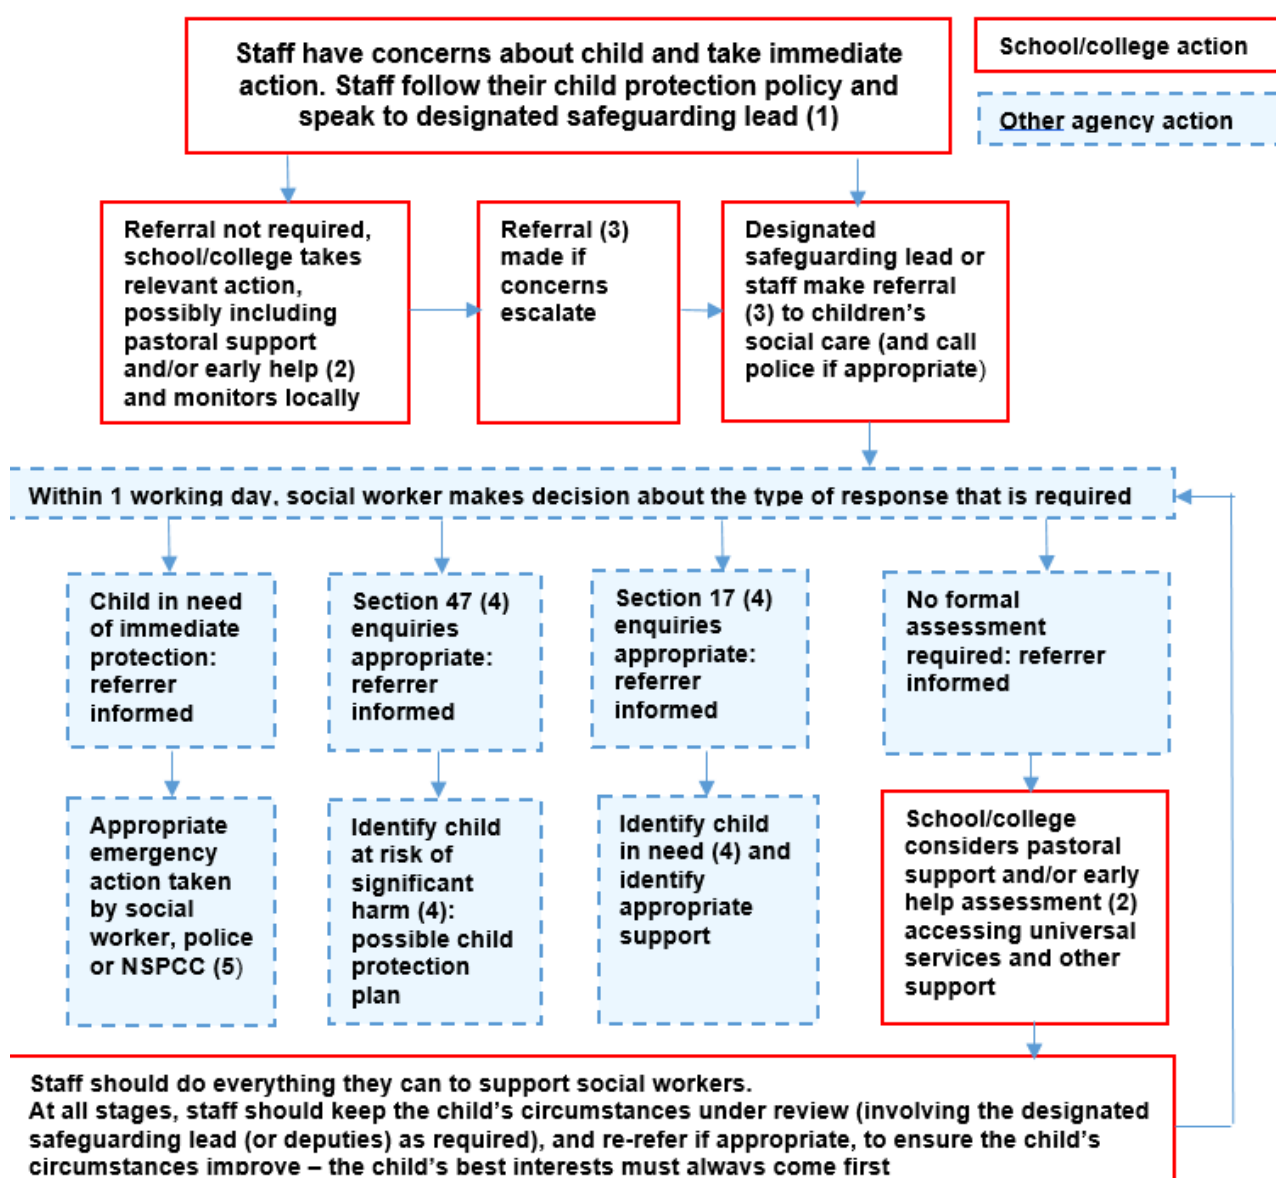 Staff have concerns about child and take immediate
action. Staff follow their child protection policy and
speak to designated safeguarding lead (1)
School/college action
Other agency action
Referral not required,
school/college takes
relevant action,
possibly including
pastoral support
and/or early help (2)
and monitors locally
Referral (3)
made if
concerns
escalate
Designated
safeguarding lead or
staff make referral
(3) to children’s
social care (and call
police if appropriate)
Within 1 working day, social worker makes decision about the type of response that is required
Child in need
of immediate
protection:
referrer
informed
Section 47 (4)
enquiries
appropriate:
referrer
informed
Section 17 (4)
enquiries
appropriate:
referrer
informed
No formal
assessment
required: referrer
informed
Appropriate
emergency
action taken
by social
worker, police
or NSPCC (5)
Identify child
at risk of
significant
harm (4):
possible child
protection
plan
Identify child
in need (4) and
identify
appropriate
support
School/college
considers pastoral
support and/or early
help assessment (2)
accessing universal
services and other
support
Staff should do everything they can to support social workers.
At all stages, staff should keep the child’s circumstances under review (involving the designated
safeguarding lead (or deputies) as required), and re-refer if appropriate, to ensure the child’s
circumstances improve – the child’s best interests must always come first